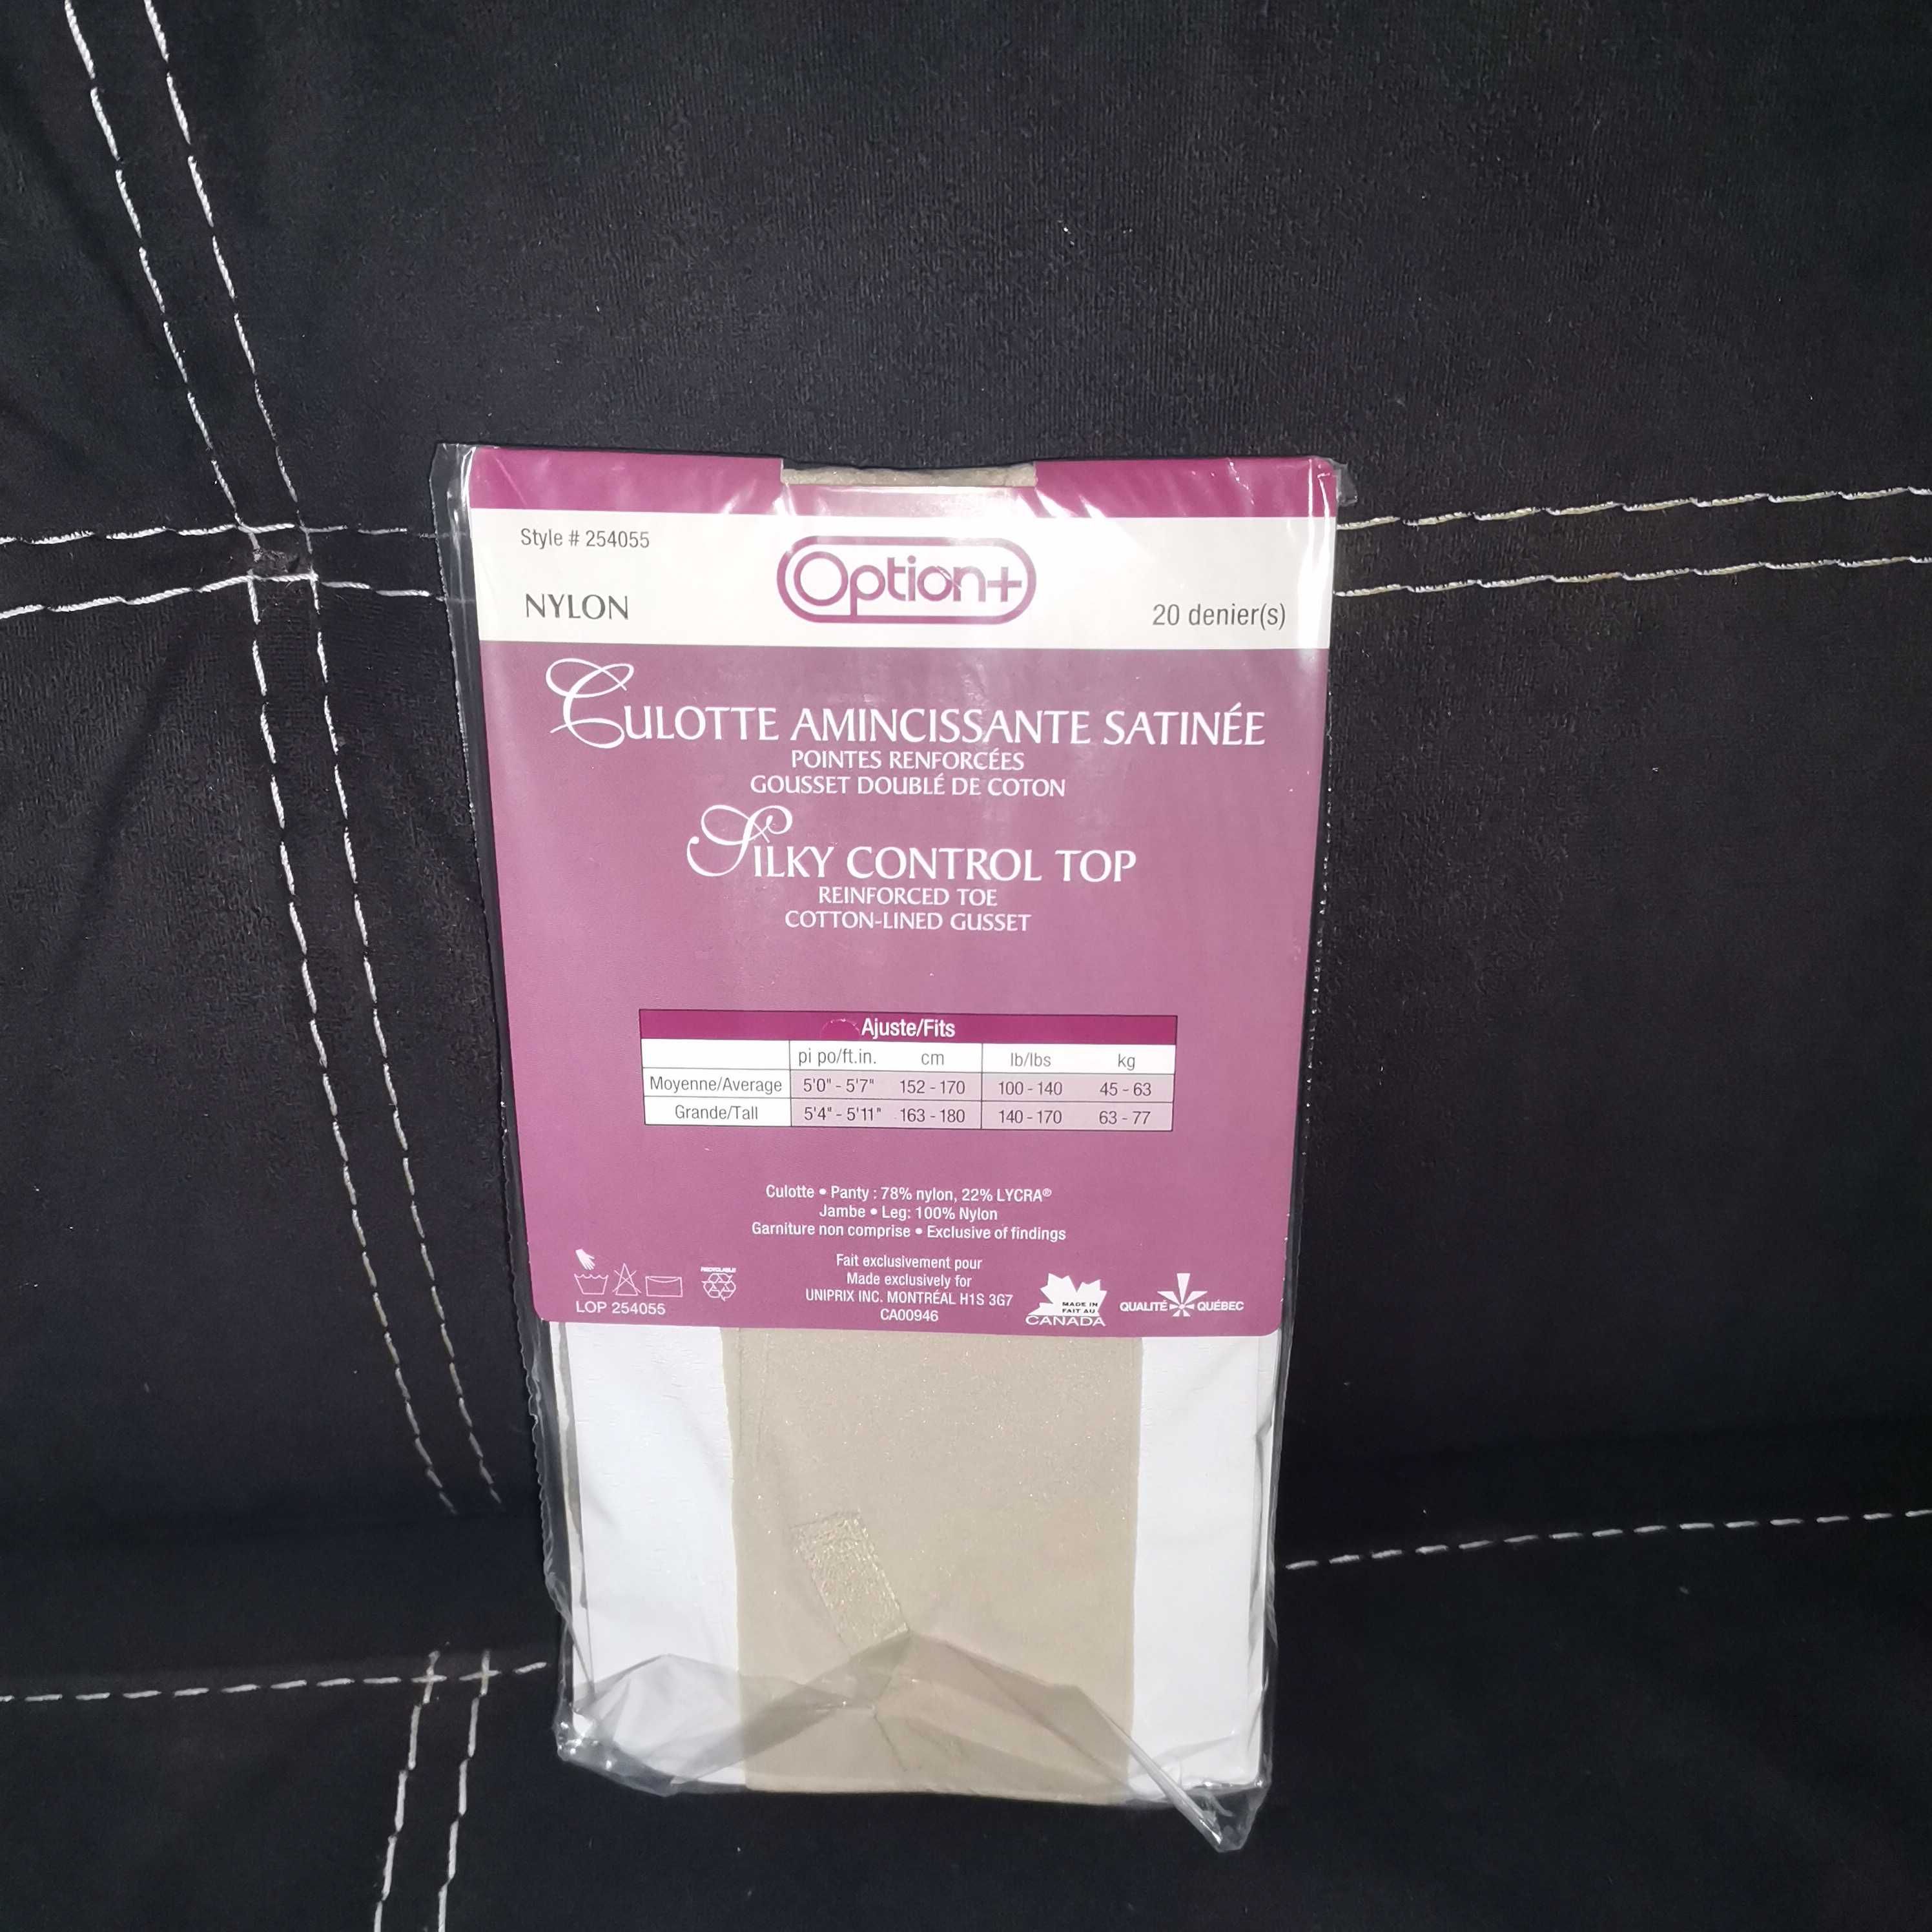 Style # 254055
Option+
NYLON
20 denier(s)
CULOTTE AMINCISSANTE SATINÉE
POINTES RENFORCÉES
GOUSSET DOUBLÉ DE COTON
SILKY CONTROL TOP
REINFORCED TOE
COTTON-LINED GUSSET
Ajuste/Fits
pi po/ft.in. cm lb/lbs kg
Moyenne/Average 5'0" - 5'7" 152 - 170 100 - 140 45 - 63
Grande/Tall 5'4" - 5'11" 163 - 180 140 - 170 63 - 77
Culotte • Panty : 78% nylon, 22% LYCRA®
Jambe • Leg: 100% Nylon
Garniture non comprise • Exclusive of findings
Fait exclusivement pour
Made exclusively for
UNIPRIX INC. MONTRÉAL H1S 3G7
CA00946
LOP 254055
RECYCLABLE
MADE IN
FAIT AU
CANADA
QUALITÉ QUÉBEC